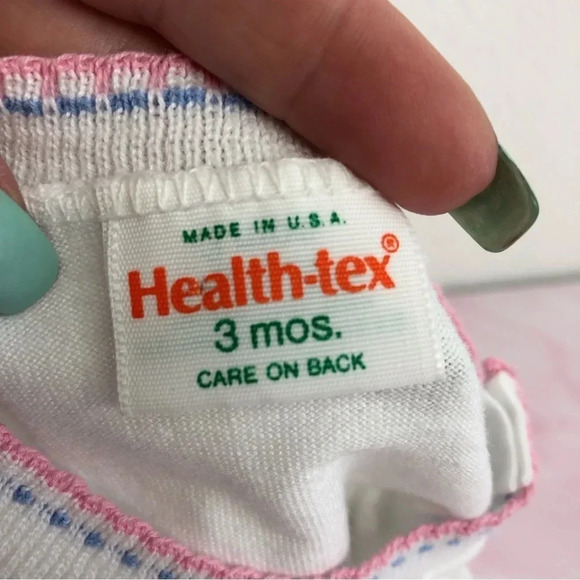 MADE IN U.S.A.
Health-tex®
3 mos.
CARE ON BACK